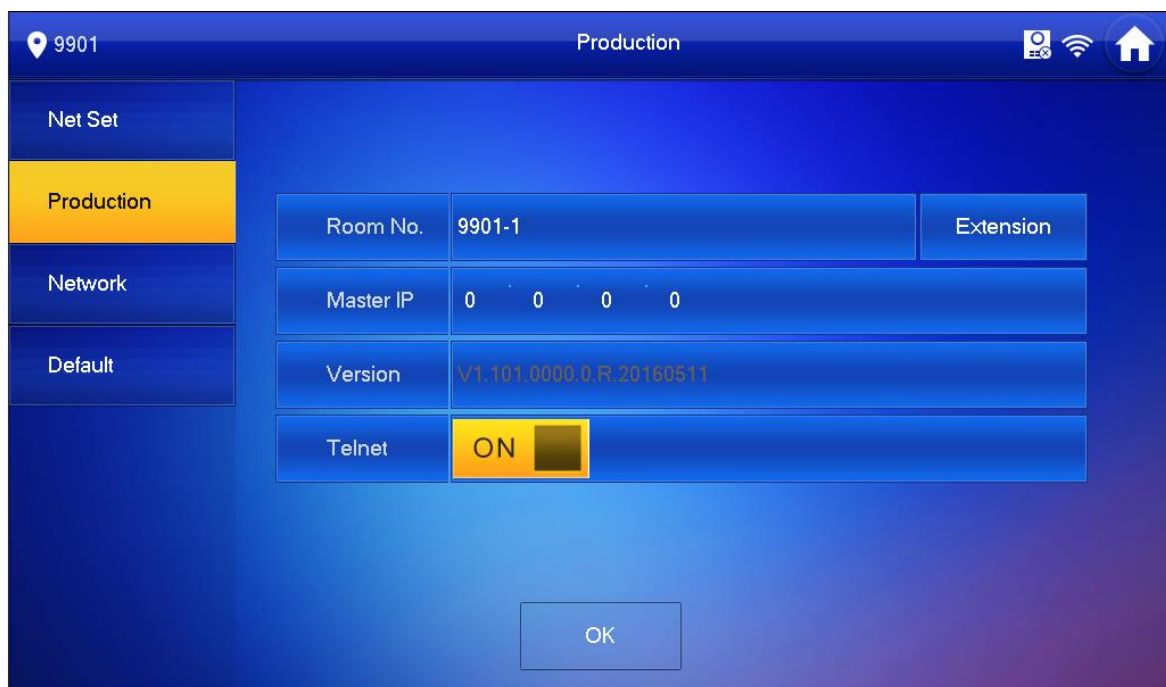 9901 Production
Net Set
Production
Room No. 9901-1 Extension
Network
Master IP 0 . 0 . 0 . 0
Default
Version V1.101.0000.0.R.20160511
Telnet ON
OK